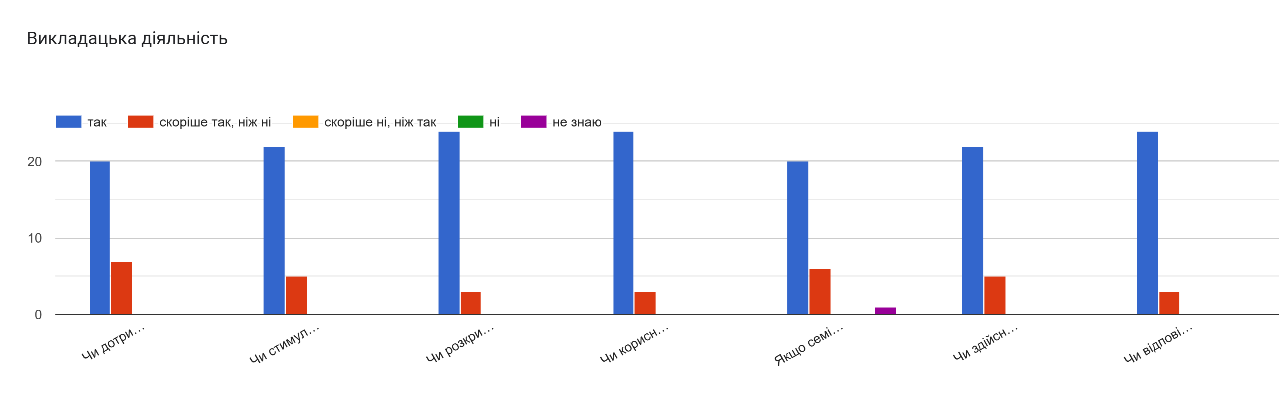 Викладацька діяльність
так скоріше так, ніж ні скоріше ні, ніж так ні не знаю
20
10
0
Чи дотри…
Чи стимул…
Чи розкри…
Чи корисн…
Якщо семі…
Чи здійсн…
Чи відпові…